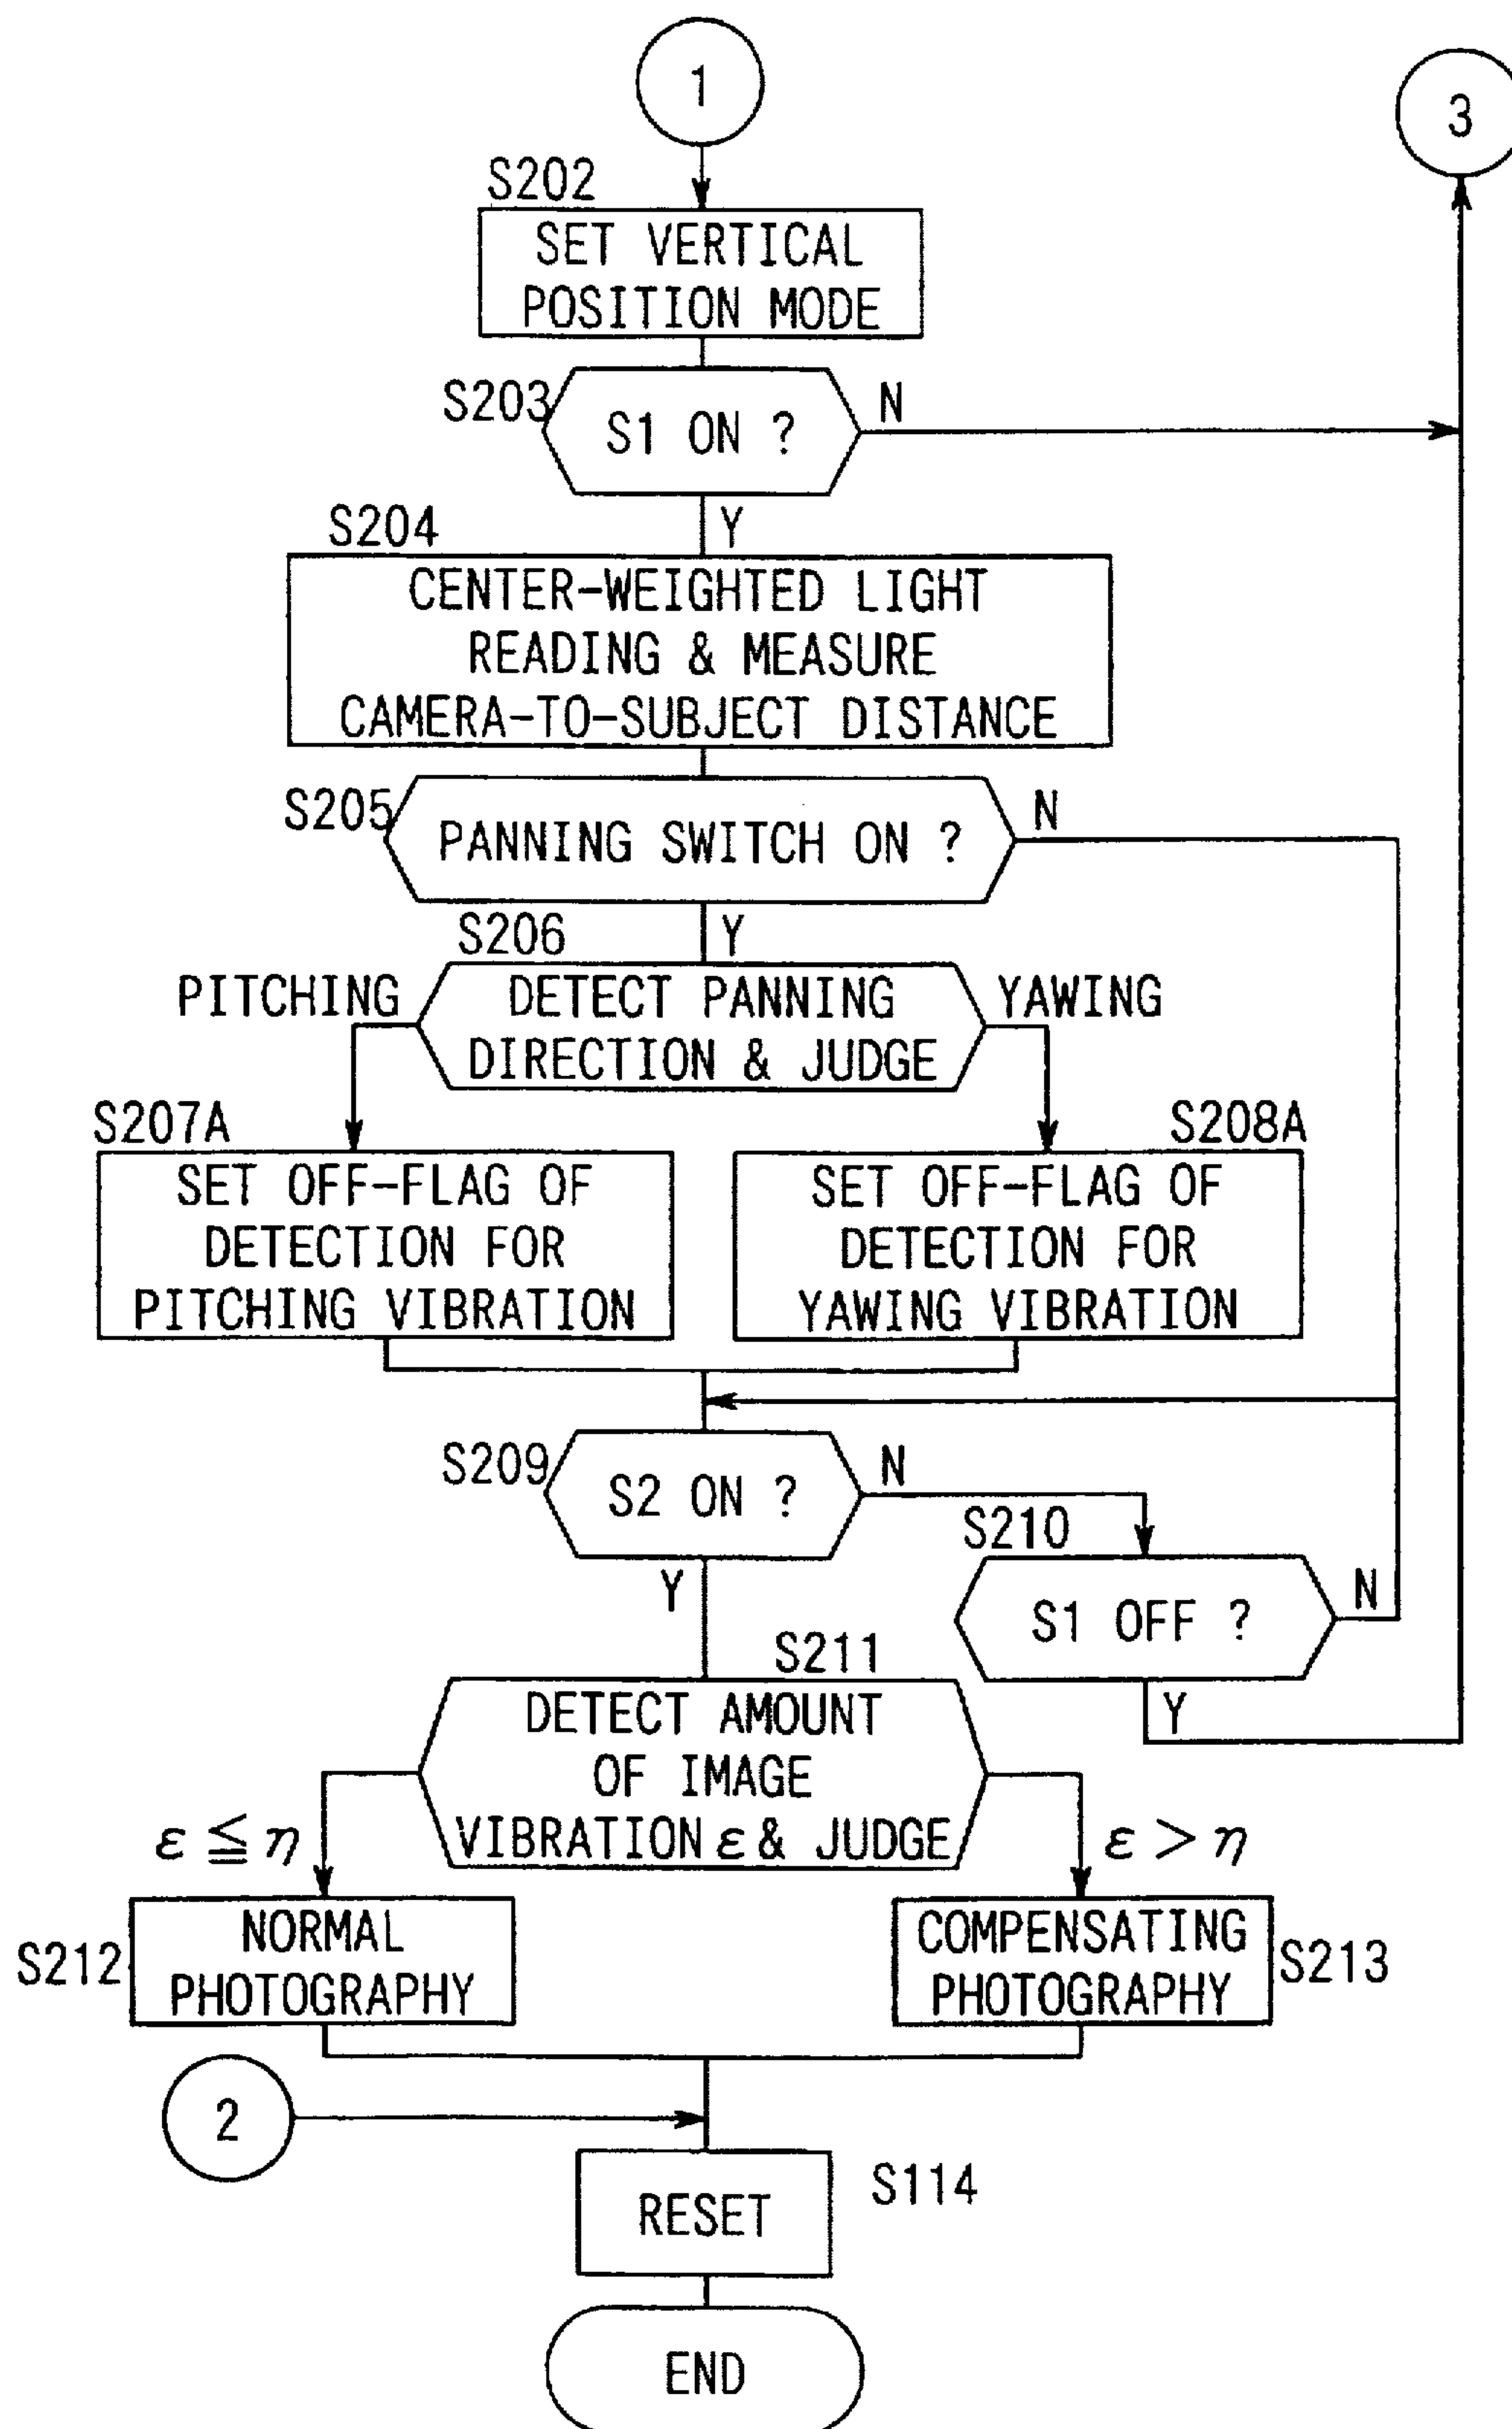 1
3
S202
SET VERTICAL
POSITION MODE
S203
S1 ON ?
N
Y
S204
CENTER-WEIGHTED LIGHT
READING & MEASURE
CAMERA-TO-SUBJECT DISTANCE
S205
PANNING SWITCH ON ?
N
Y
S206
PITCHING
DETECT PANNING
DIRECTION & JUDGE
YAWING
S207A
SET OFF-FLAG OF
DETECTION FOR
PITCHING VIBRATION
S208A
SET OFF-FLAG OF
DETECTION FOR
YAWING VIBRATION
S209
S2 ON ?
N
Y
S210
S1 OFF ?
N
Y
S211
DETECT AMOUNT
OF IMAGE
VIBRATION ε & JUDGE
ε ≦ η
ε > η
S212
NORMAL
PHOTOGRAPHY
COMPENSATING
PHOTOGRAPHY
S213
2
RESET
S114
END